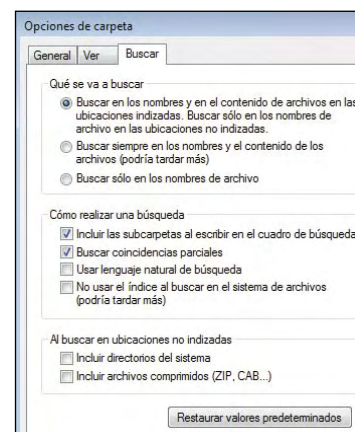 Opciones de carpeta
General Ver Buscar
Qué se va a buscar
Buscar en los nombres y en el contenido de archivos en las
ubicaciones indizadas. Buscar sólo en los nombres de
archivo en las ubicaciones no indizadas.
Buscar siempre en los nombres y el contenido de los
archivos (podría tardar más)
Buscar sólo en los nombres de archivo
Cómo realizar una búsqueda
Incluir las subcarpetas al escribir en el cuadro de búsqueda
Buscar coincidencias parciales
Usar lenguaje natural de búsqueda
No usar el índice al buscar en el sistema de archivos
(podría tardar más)
Al buscar en ubicaciones no indizadas
Incluir directorios del sistema
Incluir archivos comprimidos (ZIP, CAB...)
Restaurar valores predeterminados